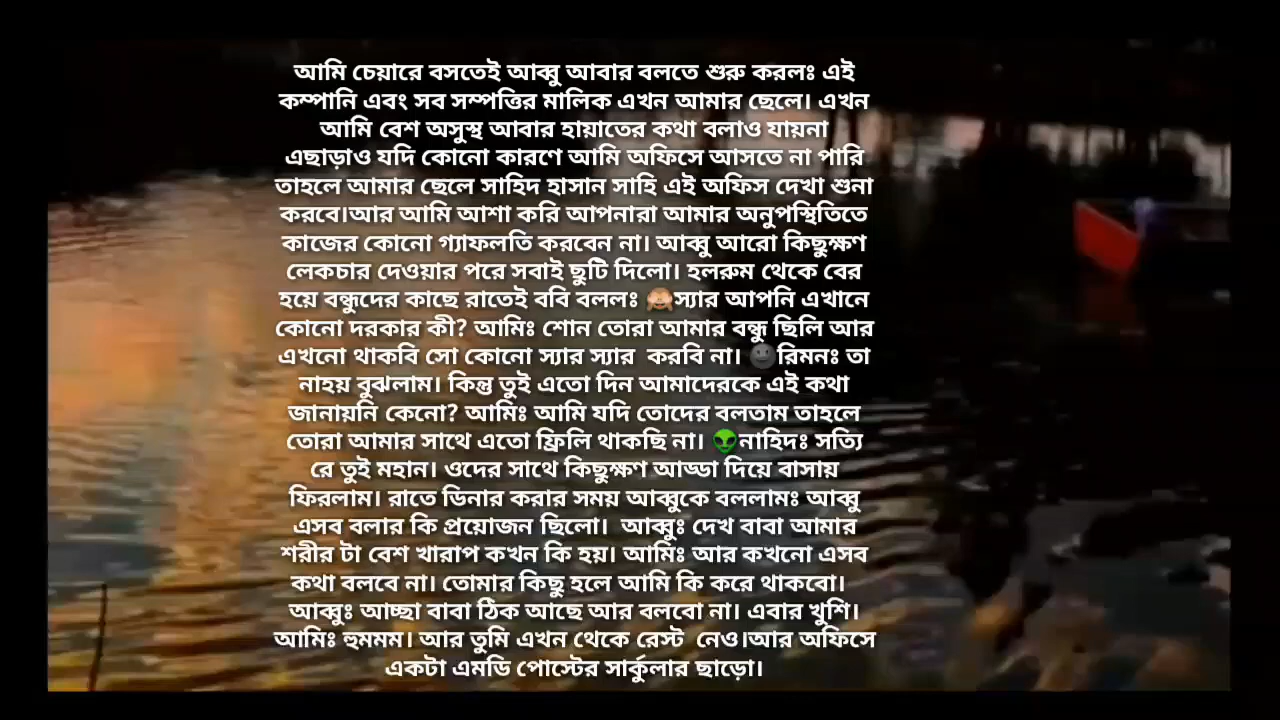 আমি চেয়ারে বসতেই আব্বু আবার বলতে শুরু করলঃ এই
কম্পানি এবং সব সম্পত্তির মালিক এখন আমার ছেলে। এখন
আমি বেশ অসুস্থ আবার হায়াতের কথা বলাও যায়না
এছাড়াও যদি কোনো কারণে আমি অফিসে আসতে না পারি
তাহলে আমার ছেলে সাহিদ হাসান সাহি এই অফিস দেখা শুনা
করবে।আর আমি আশা করি আপনারা আমার অনুপস্থিতিতে
কাজের কোনো গ্যাফলতি করবেন না। আব্বু আরো কিছুক্ষণ
লেকচার দেওয়ার পরে সবাই ছুটি দিলো। হলরুম থেকে বের
হয়ে বন্ধুদের কাছে রাতেই ববি বললঃ 🙈স্যার আপনি এখানে
কোনো দরকার কী? আমিঃ শোন তোরা আমার বন্ধু ছিলি আর
এখনো থাকবি সো কোনো স্যার স্যার করবি না। 🌚রিমনঃ তা
নাহয় বুঝলাম। কিন্তু তুই এতো দিন আমাদেরকে এই কথা
জানায়নি কেনো? আমিঃ আমি যদি তোদের বলতাম তাহলে
তোরা আমার সাথে এতো ফ্রিলি থাকছি না। 👽নাহিদঃ সত্যি
রে তুই মহান। ওদের সাথে কিছুক্ষণ আড্ডা দিয়ে বাসায়
ফিরলাম। রাতে ডিনার করার সময় আব্বুকে বললামঃ আব্বু
এসব বলার কি প্রয়োজন ছিলো। আব্বুঃ দেখ বাবা আমার
শরীর টা বেশ খারাপ কখন কি হয়। আমিঃ আর কখনো এসব
কথা বলবে না। তোমার কিছু হলে আমি কি করে থাকবো।
আব্বুঃ আচ্ছা বাবা ঠিক আছে আর বলবো না। এবার খুশি।
আমিঃ হুমমম। আর তুমি এখন থেকে রেস্ট নেও।আর অফিসে
একটা এমডি পোস্টের সার্কুলার ছাড়ো।